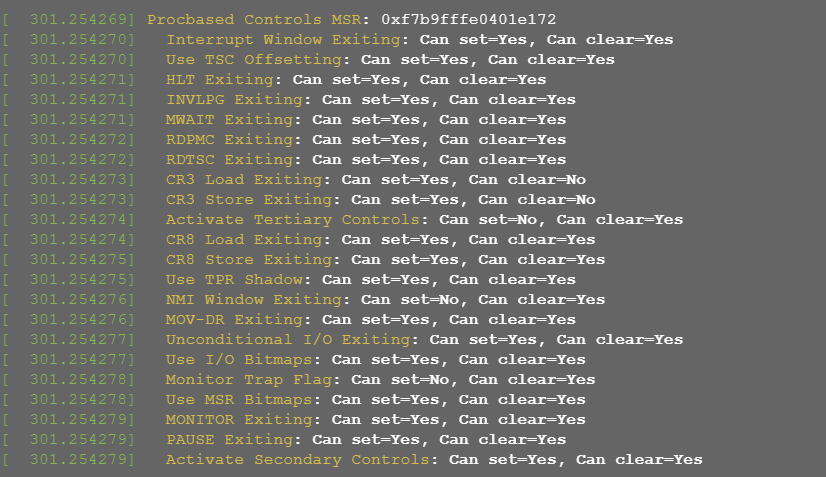 [  301.254269] Procbased Controls MSR: 0xf7b9fffe0401e172
[  301.254270]   Interrupt Window Exiting: Can set=Yes, Can clear=Yes
[  301.254270]   Use TSC Offsetting: Can set=Yes, Can clear=Yes
[  301.254271]   HLT Exiting: Can set=Yes, Can clear=Yes
[  301.254271]   INVLPG Exiting: Can set=Yes, Can clear=Yes
[  301.254271]   MWAIT Exiting: Can set=Yes, Can clear=Yes
[  301.254272]   RDPMC Exiting: Can set=Yes, Can clear=Yes
[  301.254272]   RDTSC Exiting: Can set=Yes, Can clear=Yes
[  301.254273]   CR3 Load Exiting: Can set=Yes, Can clear=No
[  301.254273]   CR3 Store Exiting: Can set=Yes, Can clear=No
[  301.254274]   Activate Tertiary Controls: Can set=No, Can clear=Yes
[  301.254274]   CR8 Load Exiting: Can set=Yes, Can clear=Yes
[  301.254275]   CR8 Store Exiting: Can set=Yes, Can clear=Yes
[  301.254275]   Use TPR Shadow: Can set=Yes, Can clear=Yes
[  301.254276]   NMI Window Exiting: Can set=No, Can clear=Yes
[  301.254276]   MOV-DR Exiting: Can set=Yes, Can clear=Yes
[  301.254277]   Unconditional I/O Exiting: Can set=Yes, Can clear=Yes
[  301.254277]   Use I/O Bitmaps: Can set=Yes, Can clear=Yes
[  301.254278]   Monitor Trap Flag: Can set=No, Can clear=Yes
[  301.254278]   Use MSR Bitmaps: Can set=Yes, Can clear=Yes
[  301.254279]   MONITOR Exiting: Can set=Yes, Can clear=Yes
[  301.254279]   PAUSE Exiting: Can set=Yes, Can clear=Yes
[  301.254279]   Activate Secondary Controls: Can set=Yes, Can clear=Yes